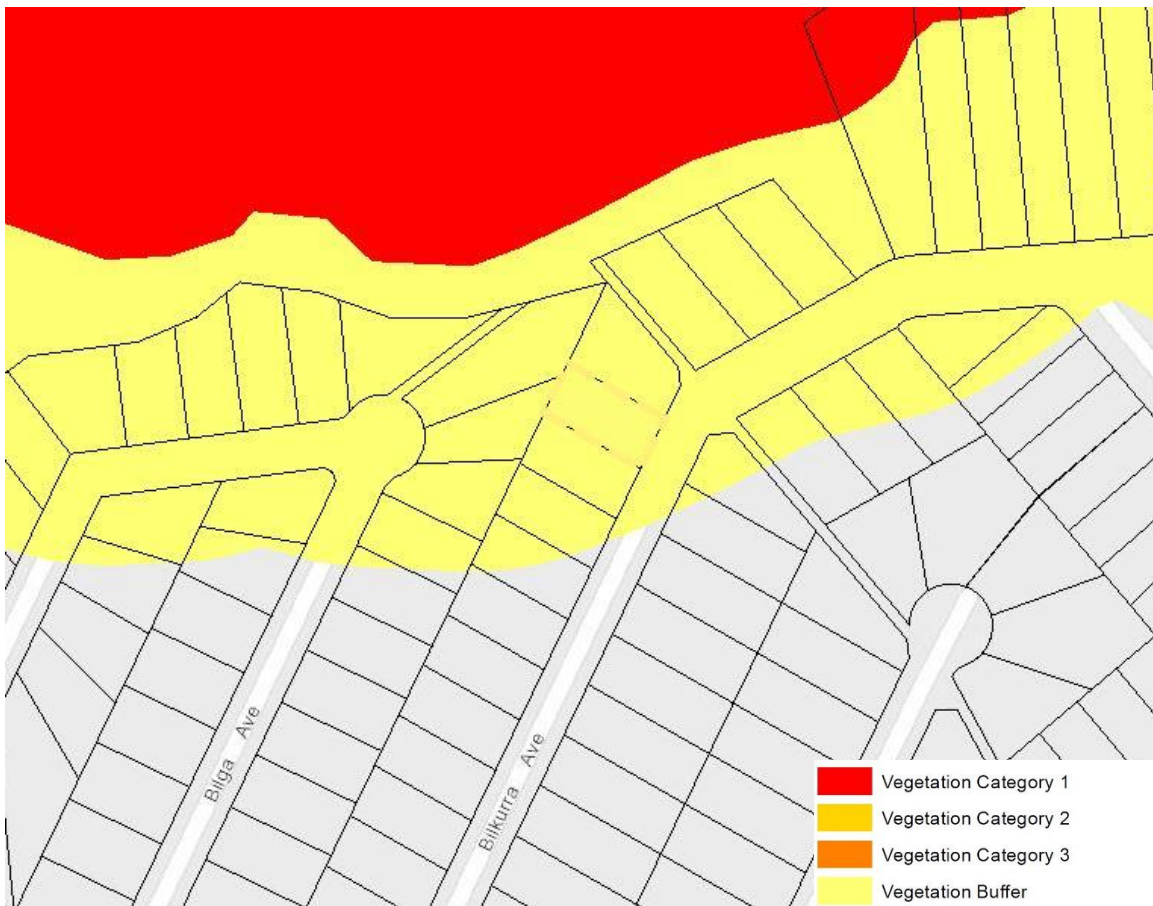 Bilga Ave
Bilkurra Ave
Vegetation Category 1
Vegetation Category 2
Vegetation Category 3
Vegetation Buffer